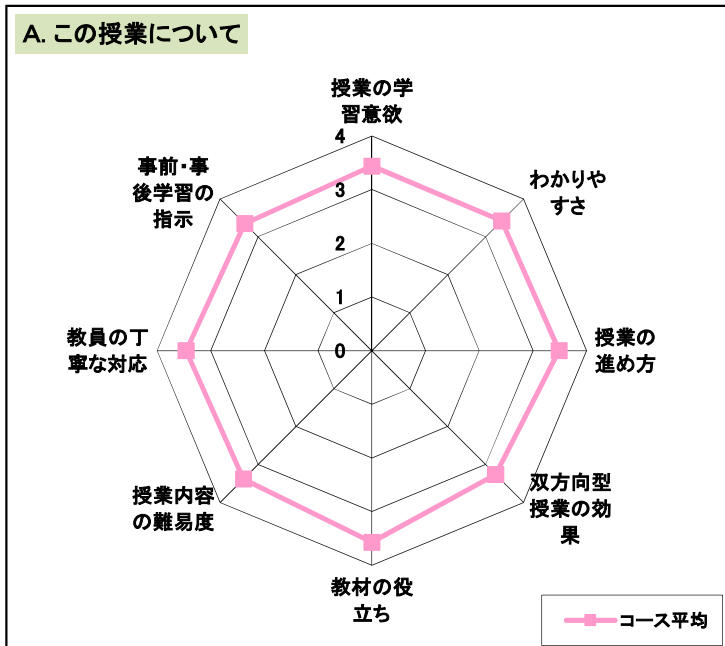 A. この授業について
授業の学
習意欲
4
3
2
1
0
わかりや
すさ
授業の
進め方
双方向型
授業の効
果
教材の役
立ち
授業内容
の難易度
教員の丁
寧な対応
事前・事
後学習の
指示
コース平均